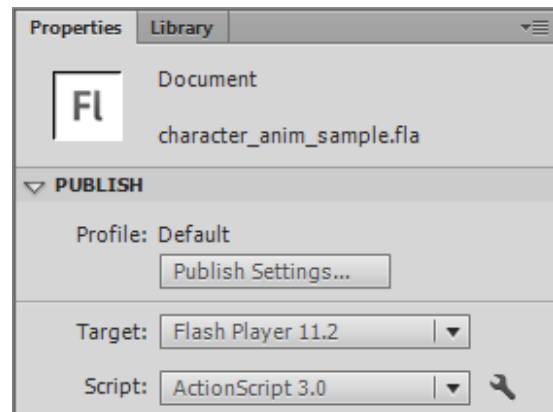 Properties Library
Fl
Document
character_anim_sample.fla
PUBLISH
Profile: Default
Publish Settings...
Target: Flash Player 11.2
Script: ActionScript 3.0